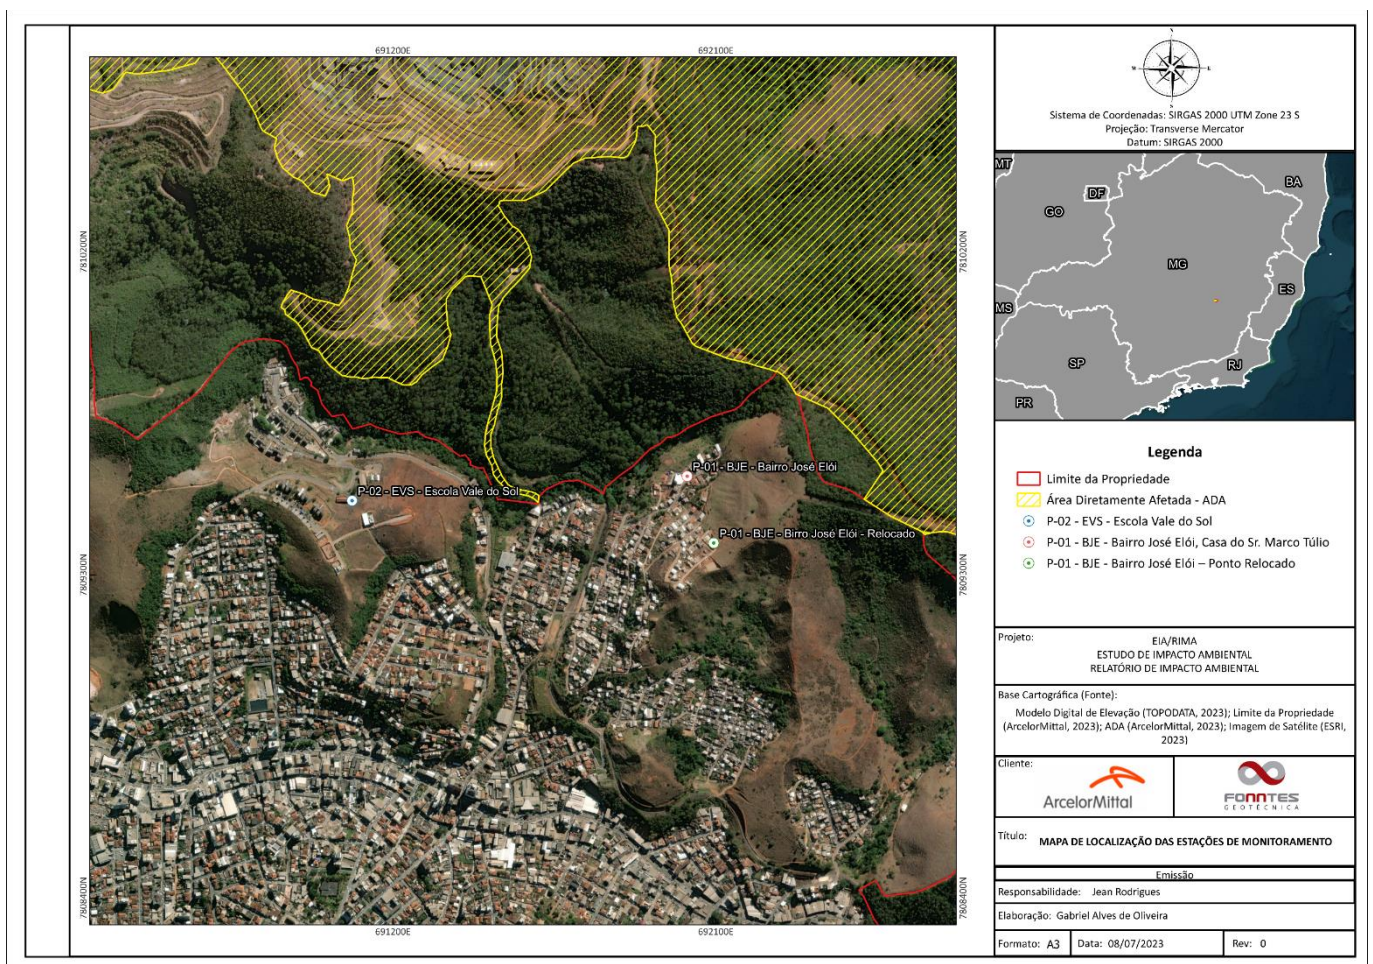 691200E
692100E
7810200N
7810200N
7809300N
7809300N
7808400N
7808400N
691200E
692100E
P-02 - EVS - Escola Vale do Sol
P-01 - BJE - Bairro José Elói
P-01 - BJE - Birro José Elói - Relocado
N
W
E
S
Sistema de Coordenadas: SIRGAS 2000 UTM Zone 23 S
Projeção: Transverse Mercator
Datum: SIRGAS 2000
MT
DF
BA
GO
MG
MS
ES
SP
RJ
PR
Legenda
Limite da Propriedade
Área Diretamente Afetada - ADA
P-02 - EVS - Escola Vale do Sol
P-01 - BJE - Bairro José Elói, Casa do Sr. Marco Túlio
P-01 - BJE - Bairro José Elói – Ponto Relocado
Projeto:
EIA/RIMA
ESTUDO DE IMPACTO AMBIENTAL
RELATÓRIO DE IMPACTO AMBIENTAL
Base Cartográfica (Fonte):
Modelo Digital de Elevação (TOPODATA, 2023); Limite da Propriedade
(ArcelorMittal, 2023); ADA (ArcelorMittal, 2023); Imagem de Satélite (ESRI,
2023)
Cliente:
ArcelorMittal
FONNTES
GEOTÉCNICA
Título: MAPA DE LOCALIZAÇÃO DAS ESTAÇÕES DE MONITORAMENTO
Emissão
Responsabilidade: Jean Rodrigues
Elaboração: Gabriel Alves de Oliveira
Formato: A3 Data: 08/07/2023 Rev: 0